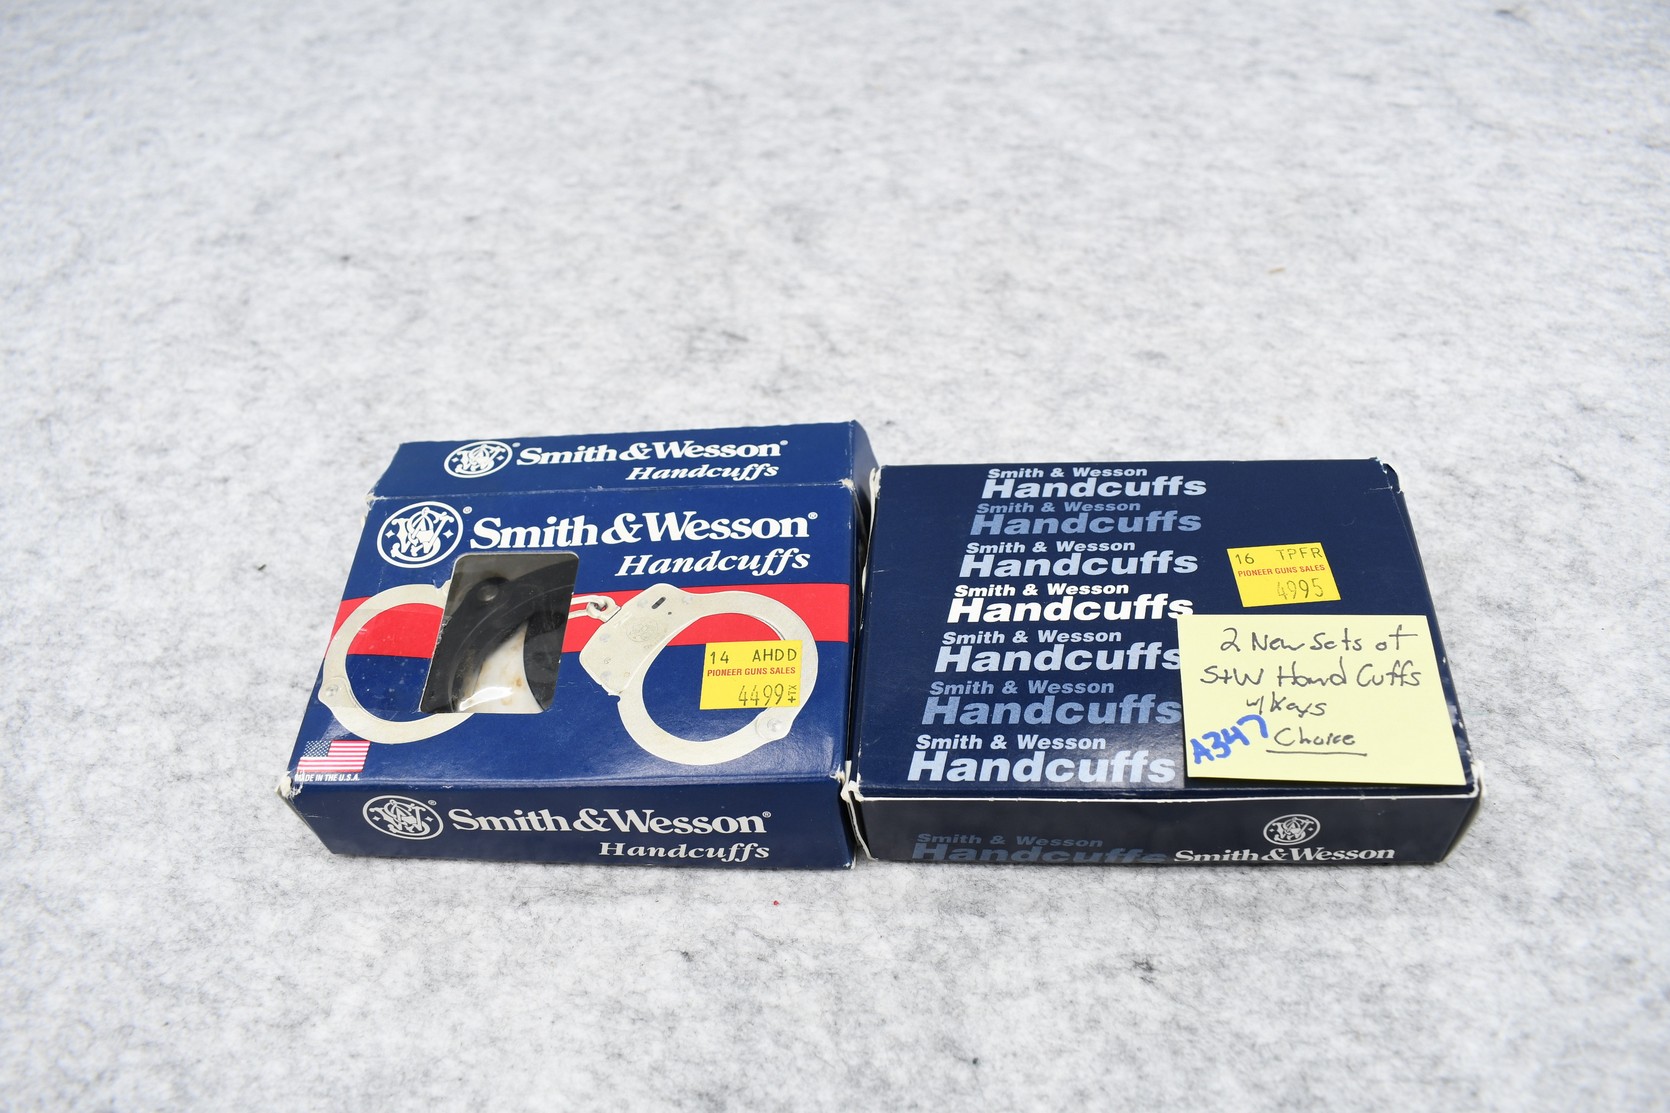 Smith & Wesson®
Handcuffs
Smith & Wesson®
Handcuffs
14 AHDD
PIONEER GUNS SALES
4499 +TX
MADE IN THE U.S.A.
Smith & Wesson®
Handcuffs
Smith & Wesson
Handcuffs
Smith & Wesson
Handcuffs
Smith & Wesson
Handcuffs
Smith & Wesson
Handcuffs
Smith & Wesson
Handcuffs
Smith & Wesson
Handcuffs
Smith & Wesson
Handcuffs
16 TPFR
PIONEER GUNS SALES
4995
2 New Sets of
S+W Hand Cuffs
w/Keys
A347 Choice
Smith & Wesson
Handcuffs
Smith & Wesson